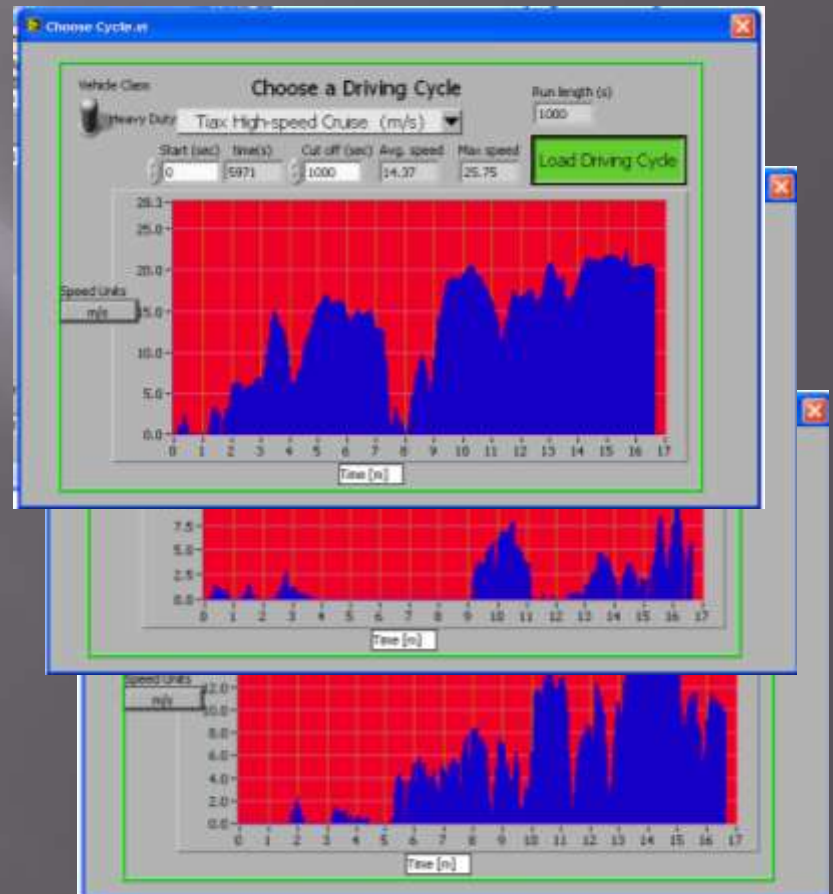 Choose Cycle.vi
Vehicle Class
Choose a Driving Cycle
Run length (s)
Heavy Duty
Tiax High-speed Cruise (m/s)
1000
Start (sec) time(s) Cut off (sec) Avg. speed Max speed
Load Driving Cycle
0 5971 1000 14.37 25.75
28.3
25.0
20.0
Speed Units
m/s
15.0
10.0
5.0
0.0
0 1 2 3 4 5 6 7 8 9 10 11 12 13 14 15 16 17
Time [m]
7.5
5.0
2.5
0.0
0 1 2 3 4 5 6 7 8 9 10 11 12 13 14 15 16 17
Time [m]
Speed Units
m/s
12.0
10.0
8.0
6.0
4.0
2.0
0.0
0 1 2 3 4 5 6 7 8 9 10 11 12 13 14 15 16 17
Time [m]